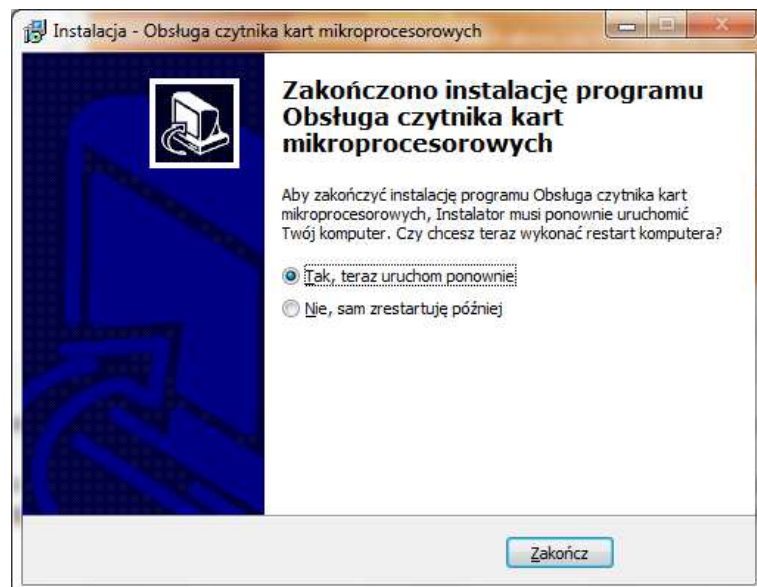 Instalacja - Obsługa czytnika kart mikroprocesorowych
Zakończono instalację programu
Obsługa czytnika kart
mikroprocesorowych
Aby zakończyć instalację programu Obsługa czytnika kart
mikroprocesorowych, Instalator musi ponownie uruchomić
Twój komputer. Czy chcesz teraz wykonać restart komputera?
Tak, teraz uruchom ponownie
Nie, sam zrestartuję później
Zakończ